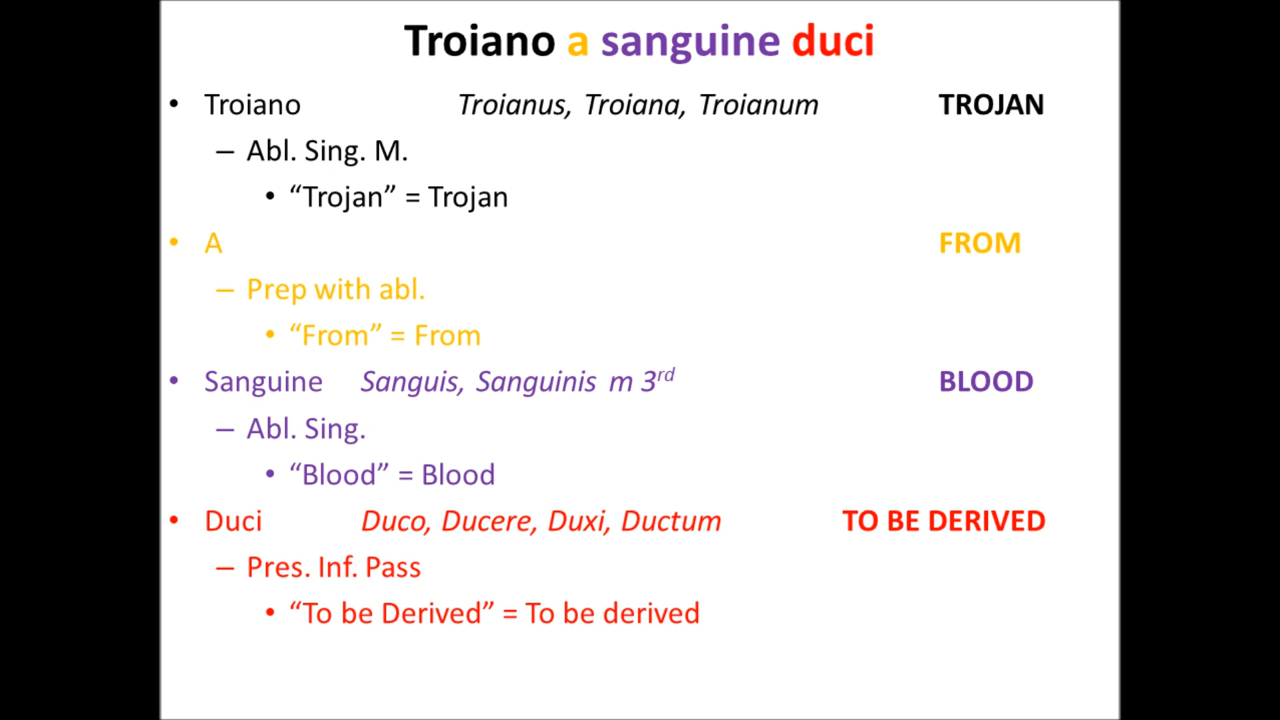 Troiano a sanguine duci
• Troiano Troianus, Troiana, Troianum TROJAN
– Abl. Sing. M.
• “Trojan” = Trojan
• A FROM
– Prep with abl.
• “From” = From
• Sanguine Sanguis, Sanguinis m 3rd BLOOD
– Abl. Sing.
• “Blood” = Blood
• Duci Duco, Ducere, Duxi, Ductum TO BE DERIVED
– Pres. Inf. Pass
• “To be Derived” = To be derived